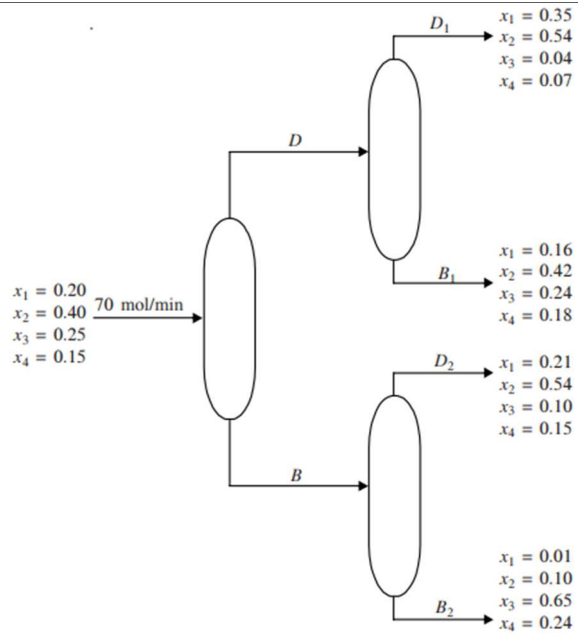 D₁
x₁ = 0.35
x₂ = 0.54
x₃ = 0.04
x₄ = 0.07
D
x₁ = 0.16
x₂ = 0.42
x₃ = 0.24
x₄ = 0.18
B₁
x₁ = 0.20
x₂ = 0.40
x₃ = 0.25
x₄ = 0.15
70 mol/min
D₂
x₁ = 0.21
x₂ = 0.54
x₃ = 0.10
x₄ = 0.15
B
x₁ = 0.01
x₂ = 0.10
x₃ = 0.65
x₄ = 0.24
B₂